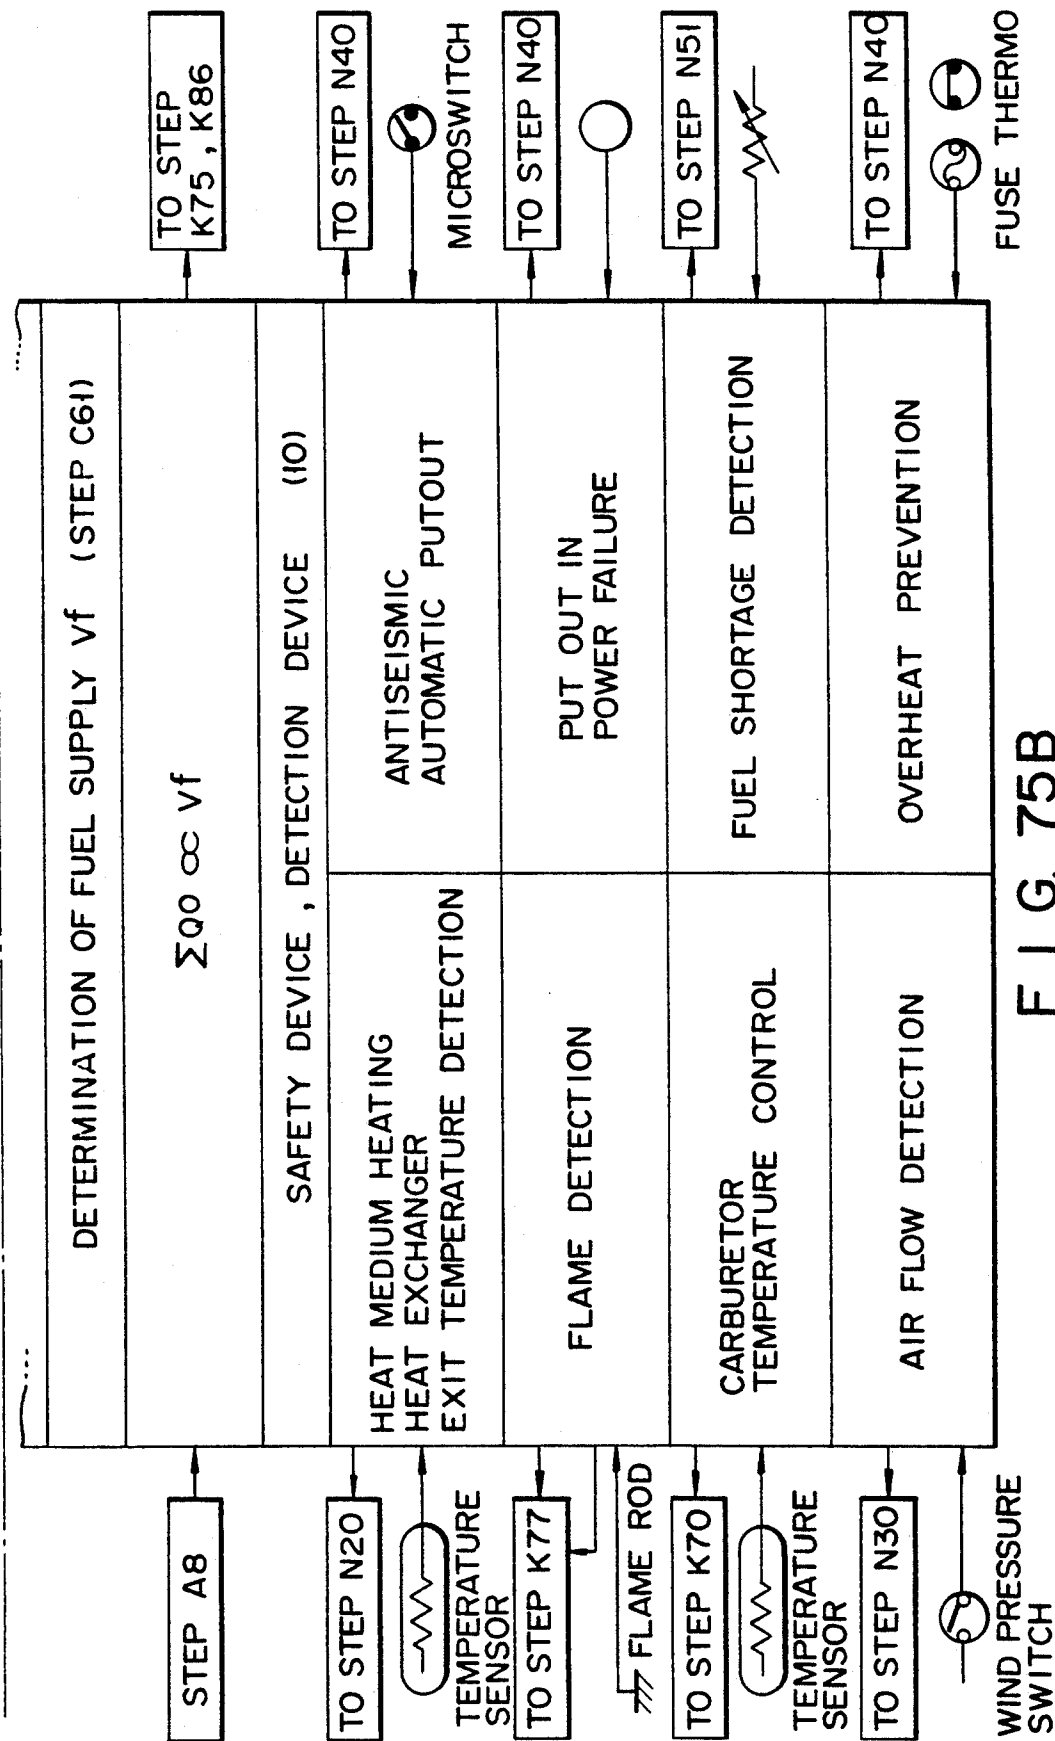 DETERMINATION OF FUEL SUPPLY Vf (STEP C61)
STEP A8
ΣQO ∝ Vf
TO STEP
K75, K86
SAFETY DEVICE, DETECTION DEVICE (10)
TO STEP N20
TEMPERATURE
SENSOR
HEAT MEDIUM HEATING
HEAT EXCHANGER
EXIT TEMPERATURE DETECTION
ANTISEISMIC
AUTOMATIC PUTOUT
TO STEP N40
MICROSWITCH
TO STEP K77
FLAME ROD
FLAME DETECTION
PUT OUT IN
POWER FAILURE
TO STEP N40
TO STEP K70
TEMPERATURE
SENSOR
CARBURETOR
TEMPERATURE CONTROL
FUEL SHORTAGE DETECTION
TO STEP N51
TO STEP N30
WIND PRESSURE
SWITCH
AIR FLOW DETECTION
OVERHEAT PREVENTION
TO STEP N40
FUSE THERMO
FIG. 75B